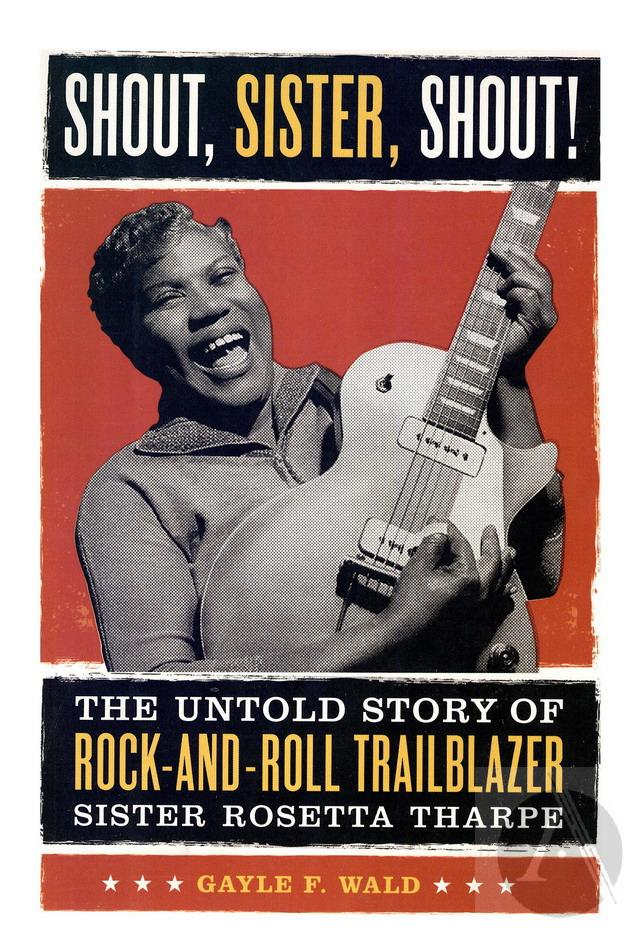 SHOUT, SISTER, SHOUT!
THE UNTOLD STORY OF
ROCK-AND-ROLL TRAILBLAZER
SISTER ROSETTA THARPE
★ ★ ★ GAYLE F. WALD ★ ★ ★
A